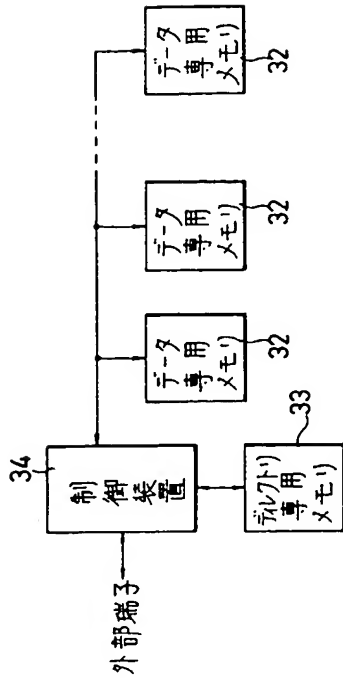 34
制御装置
外部端子
データ
専用
メモリ
32
データ
専用
メモリ
32
データ
専用
メモリ
32
ディレクトリ
専用
メモリ
33